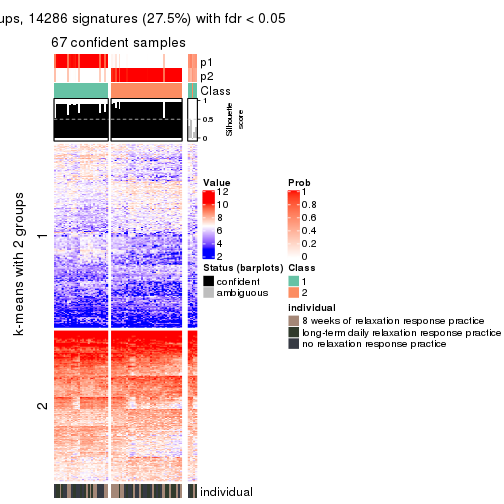 ups, 14286 signatures (27.5%) with fdr < 0.05
67 confident samples
p1
p2
Class
1
0.5
0
Silhouette
score
k-means with 2 groups
1
2
individual
Value
12
10
8
6
4
2
Prob
1
0.8
0.6
0.4
0.2
0
Status (barplots)
confident
ambiguous
Class
1
2
individual
8 weeks of relaxation response practice
long-term daily relaxation response practice
no relaxation response practice